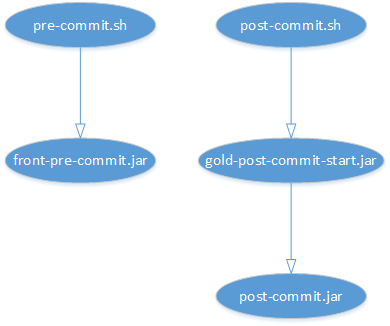 pre-commit.sh
post-commit.sh
front-pre-commit.jar
gold-post-commit-start.jar
post-commit.jar